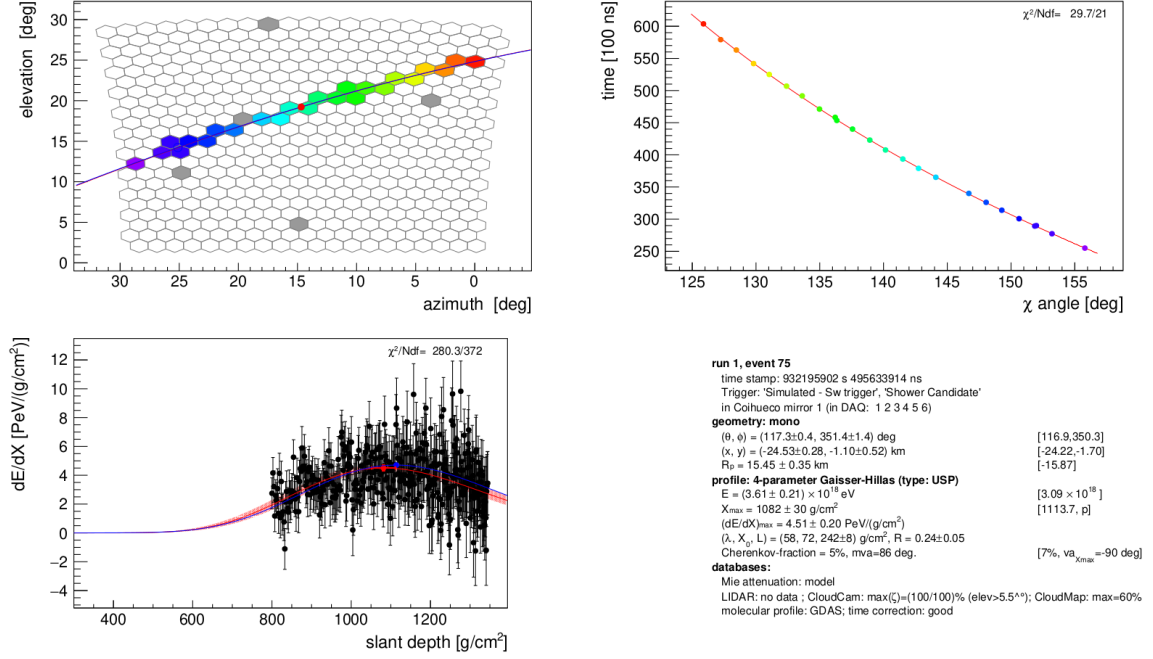 χ²/Ndf= 29.7/21
elevation [deg]
30
25
20
15
10
5
0
30 25 20 15 10 5 0
azimuth [deg]
time [100 ns]
600
550
500
450
400
350
300
250
125 130 135 140 145 150 155
χ angle [deg]
χ²/Ndf= 280.3/372
dE/dX [PeV/(g/cm²)]
12
10
8
6
4
2
0
−2
−4
400 600 800 1000 1200
slant depth [g/cm²]
run 1, event 75
time stamp: 932195902 s 495633914 ns
Trigger: 'Simulated - Sw trigger', 'Shower Candidate'
in Coihueco mirror 1 (in DAQ: 1 2 3 4 5 6)
geometry: mono
(θ, ϕ) = (117.3±0.4, 351.4±1.4) deg [116.9,350.3]
(x, y) = (-24.53±0.28, -1.10±0.52) km [-24.22,-1.70]
Rₚ = 15.45 ± 0.35 km [-15.87]
profile: 4-parameter Gaisser-Hillas (type: USP)
E = (3.61 ± 0.21) × 10¹⁸ eV [3.09 × 10¹⁸ ]
Xmax = 1082 ± 30 g/cm² [1113.7, p]
(dE/dX)max = 4.51 ± 0.20 PeV/(g/cm²)
(λ, X₀, L) = (58, 72, 242±8) g/cm², R = 0.24±0.05
Cherenkov-fraction = 5%, mva=86 deg. [7%, vaXmax=-90 deg]
databases:
Mie attenuation: model
LIDAR: no data ; CloudCam: max(ζ)=(100/100)% (elev>5.5^°); CloudMap: max=60%
molecular profile: GDAS; time correction: good